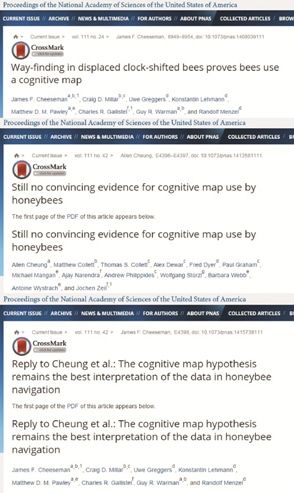 Proceedings of the National Academy of Sciences of the United States of America
CURRENT ISSUE // ARCHIVE // NEWS & MULTIMEDIA // FOR AUTHORS // ABOUT PNAS COLLECTED ARTICLES / BROW
Current Issue > vol. 111 no. 24 > James F. Cheeseman, 8949–8954, doi:
CrossMark
Way-finding in displaced clock-shifted bees proves bees use
a cognitive map
James F. Cheeseman, Craig D. Millar, Uwe Greggers, Konstantin Lehmann,
Matthew D. M. Pawley, Charles R. Gallistel, Guy R. Warman, and Randolf Menzel
Proceedings of the National Academy of Sciences of the United States of America
CURRENT ISSUE // ARCHIVE // NEWS & MULTIMEDIA // FOR AUTHORS // ABOUT PNAS COLLECTED ARTICLES / B
Current Issue > vol. 111 no. 42 > Allen Cheung, E4396–E4397, doi:
CrossMark
Still no convincing evidence for cognitive map use by
honeybees
The first page of the PDF of this article appears below.
Still no convincing evidence for cognitive map use by
honeybees
Allen Cheung, Matthew Collett, Thomas S. Collett, Alex Dewar, Fred Dyer, Paul Graham,
Michael Mangan, Ajay Narendra, Andrew Philippides, Wolfgang Stürzl, Barbara Webb,
Antoine Wystrach, and Jochen Zeil
Proceedings of the National Academy of Sciences of the United States of America
CURRENT ISSUE // ARCHIVE // NEWS & MULTIMEDIA // FOR AUTHORS // ABOUT PNAS COLLECTED ARTICLES /
Current Issue > vol. 111 no. 42 > James F. Cheeseman, E4398, doi:
CrossMark
Reply to Cheung et al.: The cognitive map hypothesis
remains the best interpretation of the data in honeybee
navigation
The first page of the PDF of this article appears below.
Reply to Cheung et al.: The cognitive map hypothesis
remains the best interpretation of the data in honeybee
navigation
James F. Cheeseman, Craig D. Millar, Uwe Greggers, Konstantin Lehmann,
Matthew D. M. Pawley, Charles R. Gallistel, Guy R. Warman, and Randolf Menzel